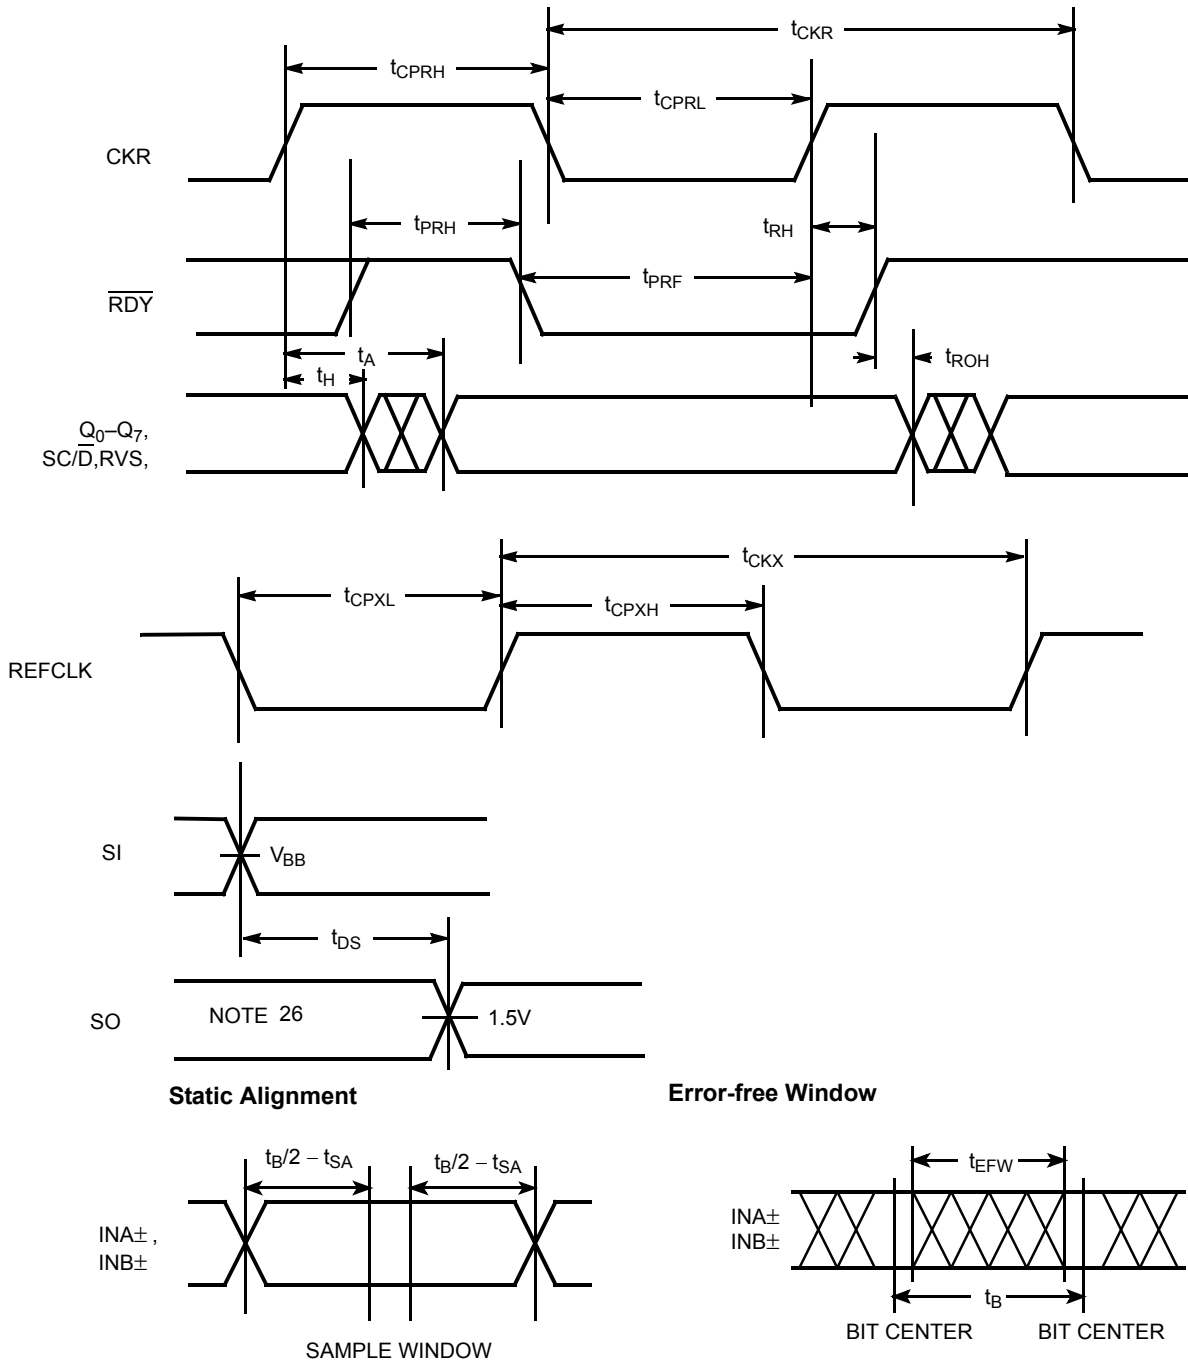 tCKR
tCPRH
tCPRL
CKR
tPRH
tRH
tPRF
RDY
tA
tH
tROH
Q0–Q7,
SC/D,RVS,
tCKX
tCPXL
tCPXH
REFCLK
SI
VBB
tDS
SO
NOTE 26
1.5V
Static Alignment
Error-free Window
tB/2 − tSA
tB/2 − tSA
INA± ,
INB±
SAMPLE WINDOW
tEFW
INA±
INB±
tB
BIT CENTER
BIT CENTER